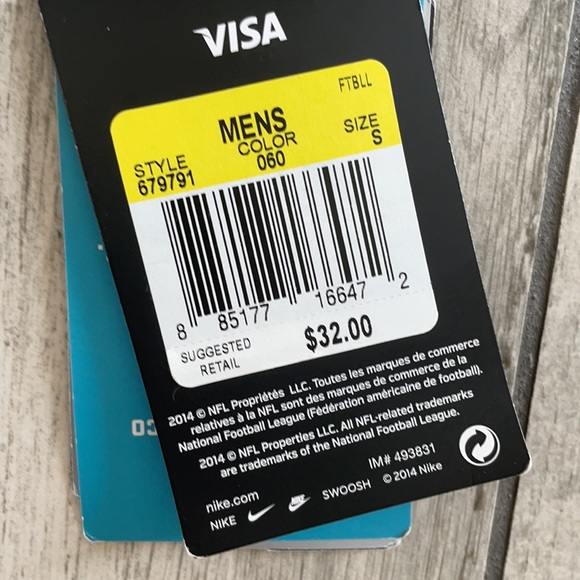 VISA
FTBLL
MENS
STYLE COLOR SIZE
679791 060 S
8 85177 16647 2
SUGGESTED
RETAIL
$32.00
2014 © NFL Propriétés LLC. Toutes les marques de commerce
relatives à la NFL sont des marques de commerce de la
National Football League (Fédération américaine de football).
2014 © NFL Properties LLC. All NFL-related trademarks
are trademarks of the National Football League.
IM# 493831
nike.com
NIKE SWOOSH © 2014 Nike